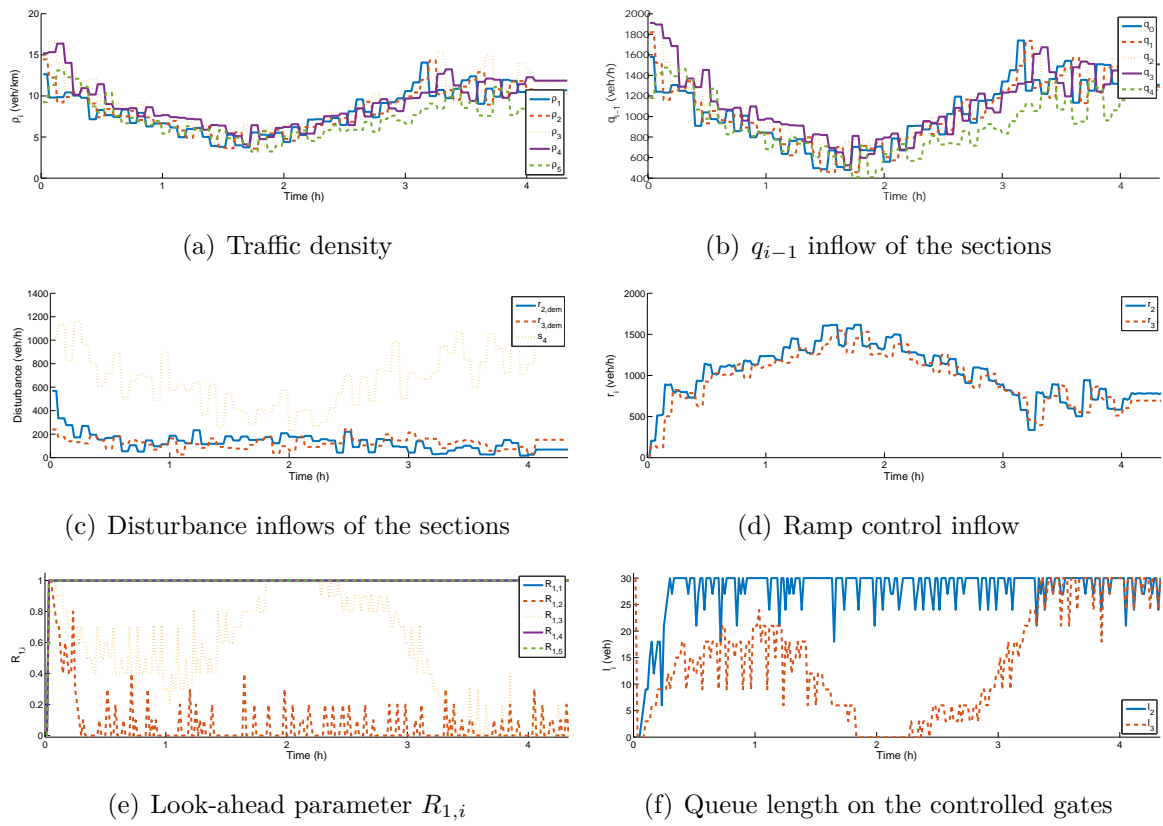 20
15
10
5
0
ρᵢ (veh/km)
0 1 2 3 4
Time (h)
ρ₁
ρ₂
ρ₃
ρ₄
ρ₅
(a) Traffic density
2000
1800
1600
1400
1200
1000
800
600
400
qᵢ₋₁ (veh/h)
0 1 2 3 4
Time (h)
q₀
q₁
q₂
q₃
q₄
(b) qᵢ₋₁ inflow of the sections
1400
1200
1000
800
600
400
200
0
Disturbance (veh/h)
0 1 2 3 4
Time (h)
r₂,dem
r₃,dem
s₄
(c) Disturbance inflows of the sections
2000
1500
1000
500
0
rᵢ (veh/h)
0 1 2 3 4
Time (h)
r₂
r₃
(d) Ramp control inflow
1
0.8
0.6
0.4
0.2
0
R₁,ᵢ
0 1 2 3 4
Time (h)
R₁,₁
R₁,₂
R₁,₃
R₁,₄
R₁,₅
(e) Look-ahead parameter R₁,ᵢ
30
25
20
15
10
5
0
lᵢ (veh)
0 1 2 3 4
Time (h)
l₂
l₃
(f) Queue length on the controlled gates